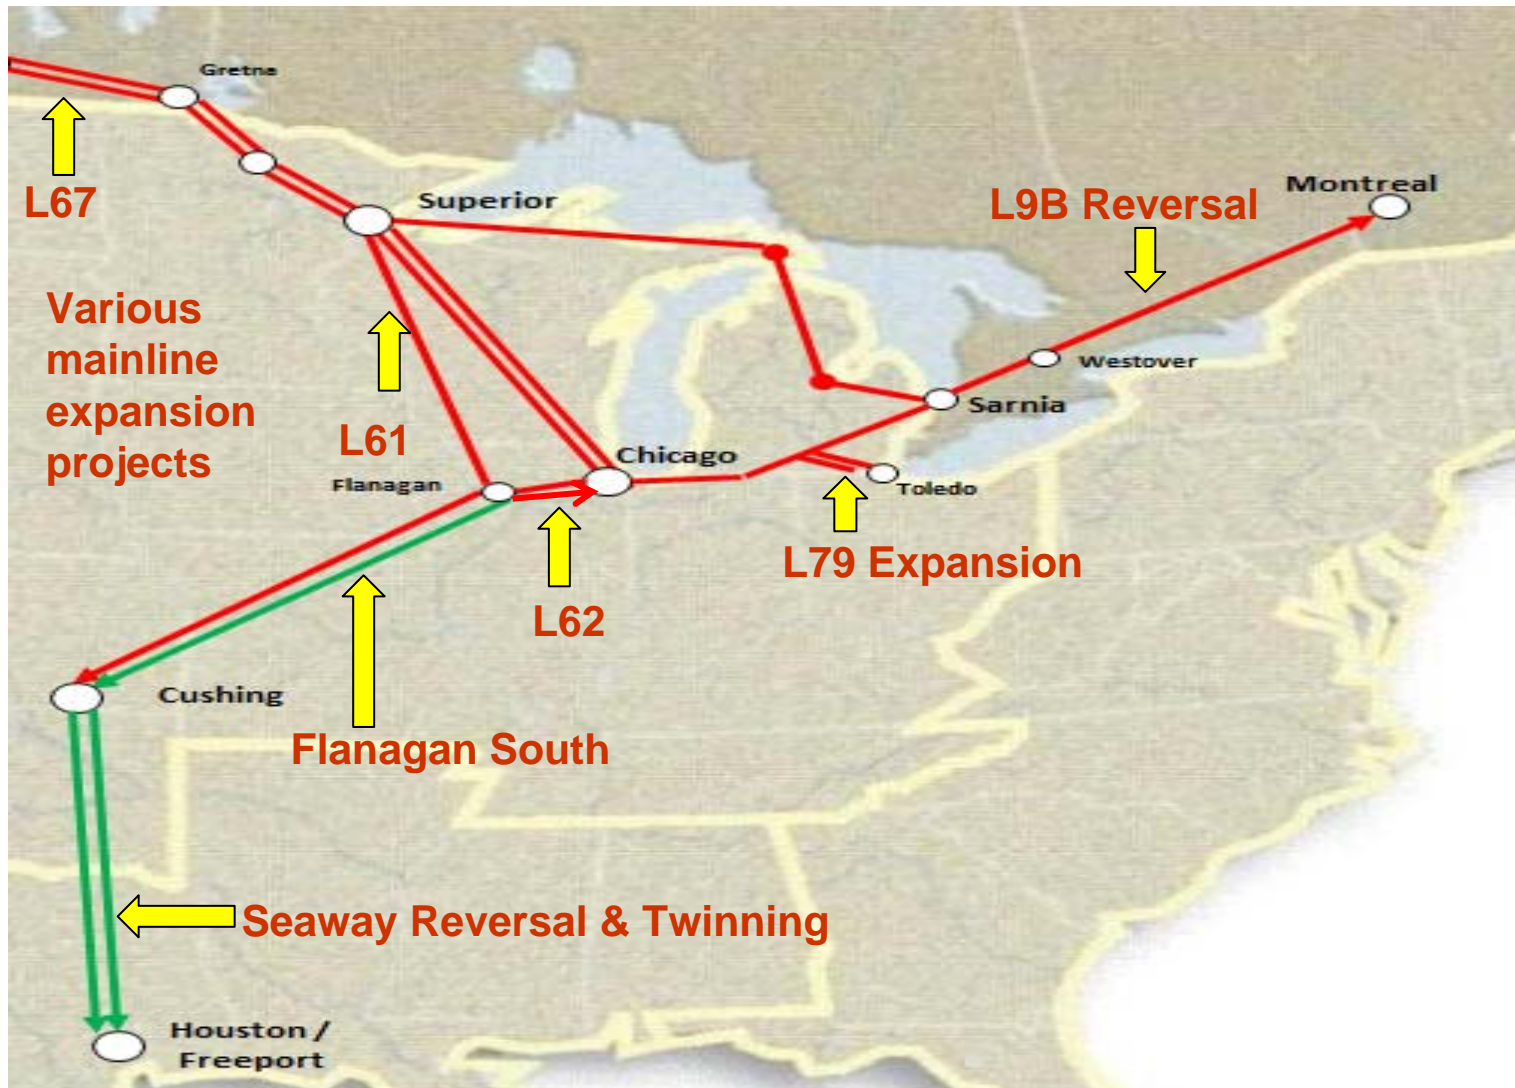 Gretna
L67
Superior
Montreal
L9B Reversal
Various
mainline
expansion
projects
Westover
Sarnia
L61
Chicago
Flanagan
Toledo
L79 Expansion
L62
Cushing
Flanagan South
Seaway Reversal & Twinning
Houston /
Freeport